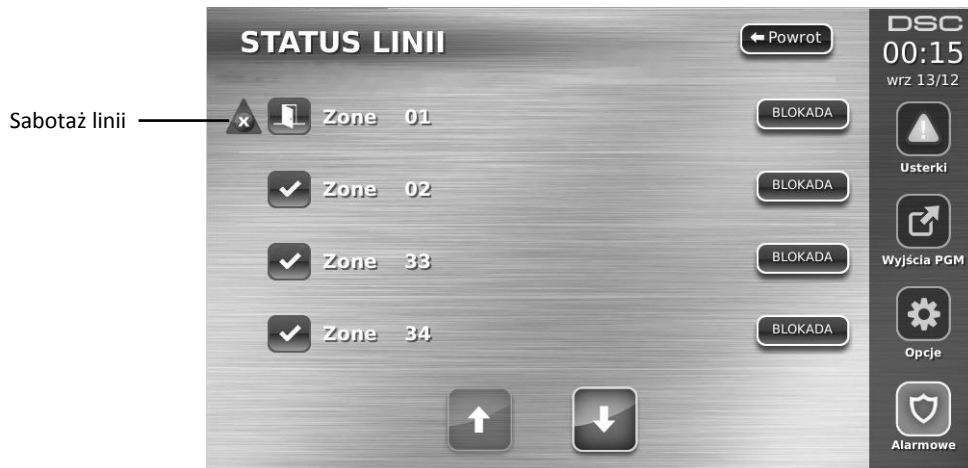 STATUS LINII
Powrot
DSC
00:15
wrz 13/12
Sabotaż linii
Zone 01
BLOKADA
Zone 02
BLOKADA
Zone 33
BLOKADA
Zone 34
BLOKADA
Usterki
Wyjścia PGM
Opcje
Alarmowe